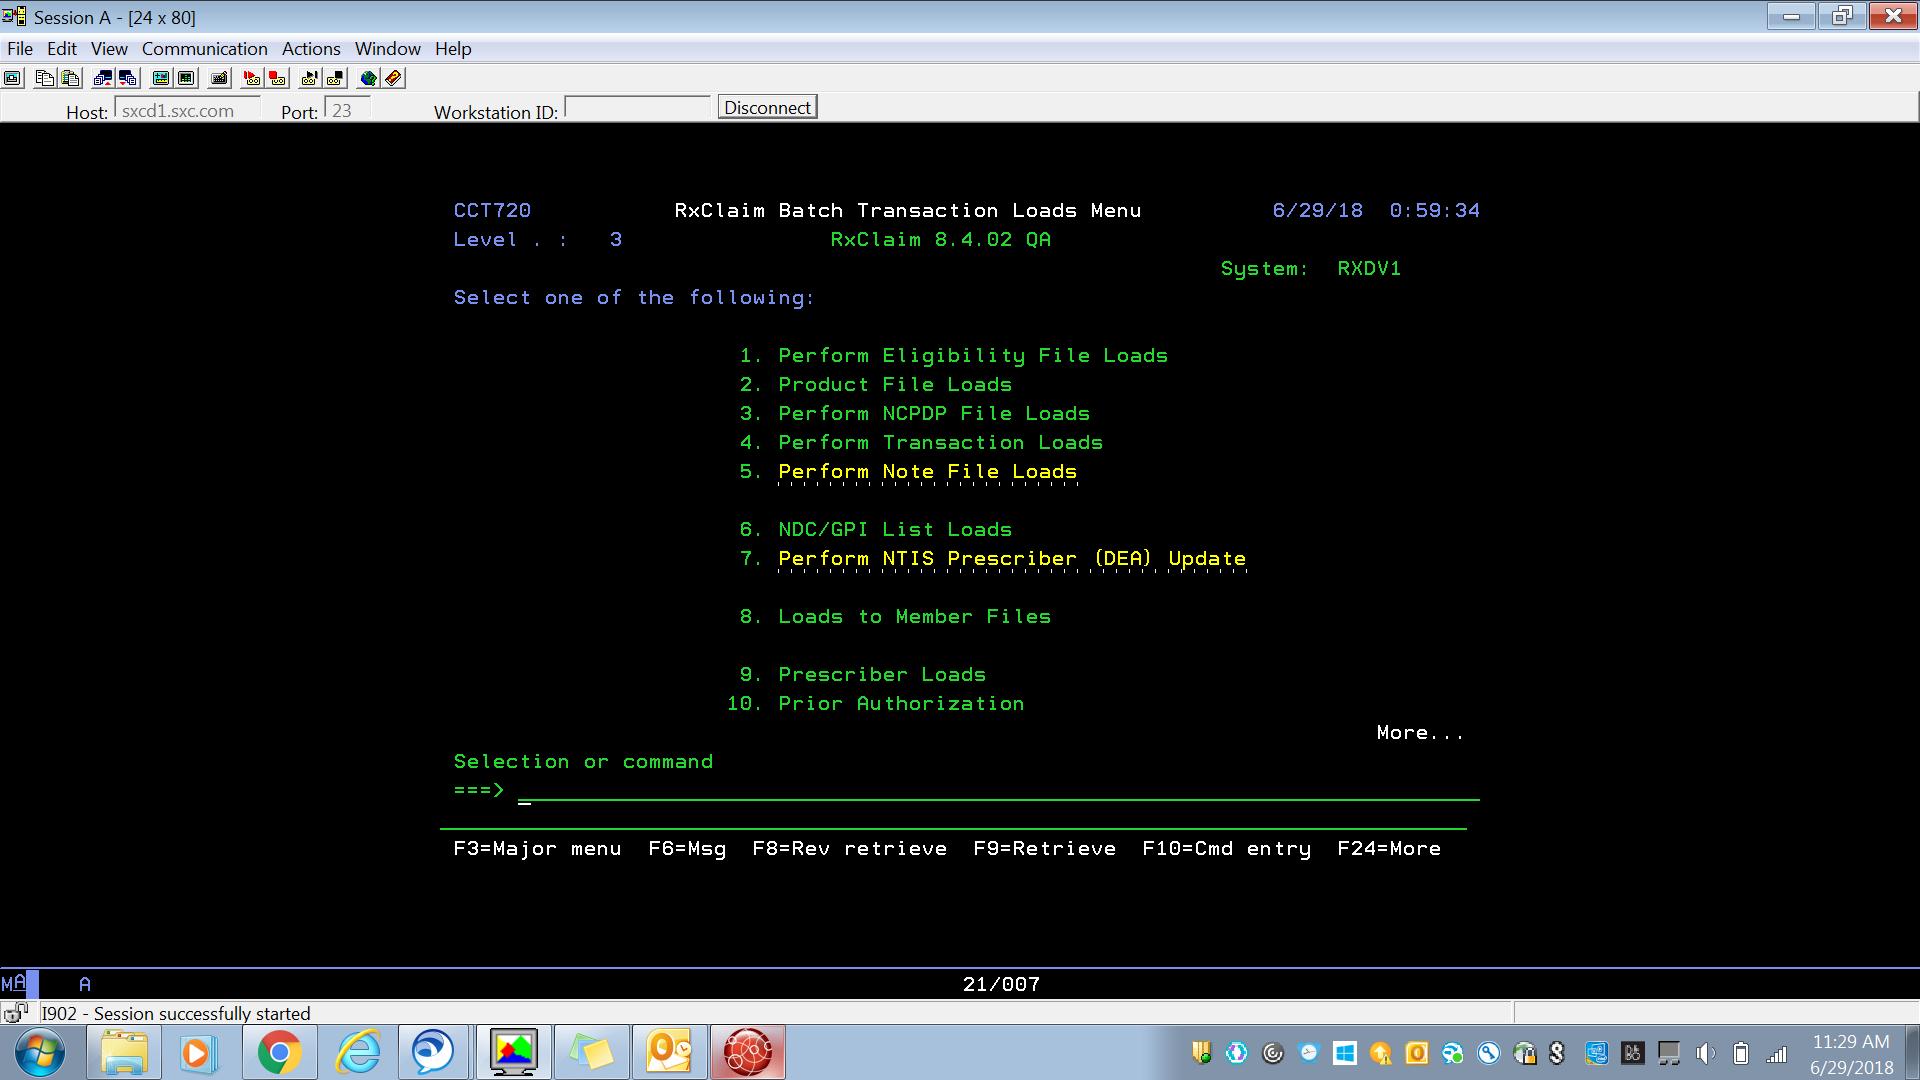 Session A - [24 x 80]
File Edit View Communication Actions Window Help
Host: sxcd1.sxc.com Port: 23 Workstation ID: Disconnect
CCT720 RxClaim Batch Transaction Loads Menu 6/29/18 0:59:34
Level . : 3 RxClaim 8.4.02 QA
System: RXDV1
Select one of the following:
1. Perform Eligibility File Loads
2. Product File Loads
3. Perform NCPDP File Loads
4. Perform Transaction Loads
5. Perform Note File Loads
6. NDC/GPI List Loads
7. Perform NTIS Prescriber (DEA) Update
8. Loads to Member Files
9. Prescriber Loads
10. Prior Authorization
More...
Selection or command
===>
F3=Major menu F6=Msg F8=Rev retrieve F9=Retrieve F10=Cmd entry F24=More
MA A 21/007
I902 - Session successfully started
11:29 AM
6/29/2018